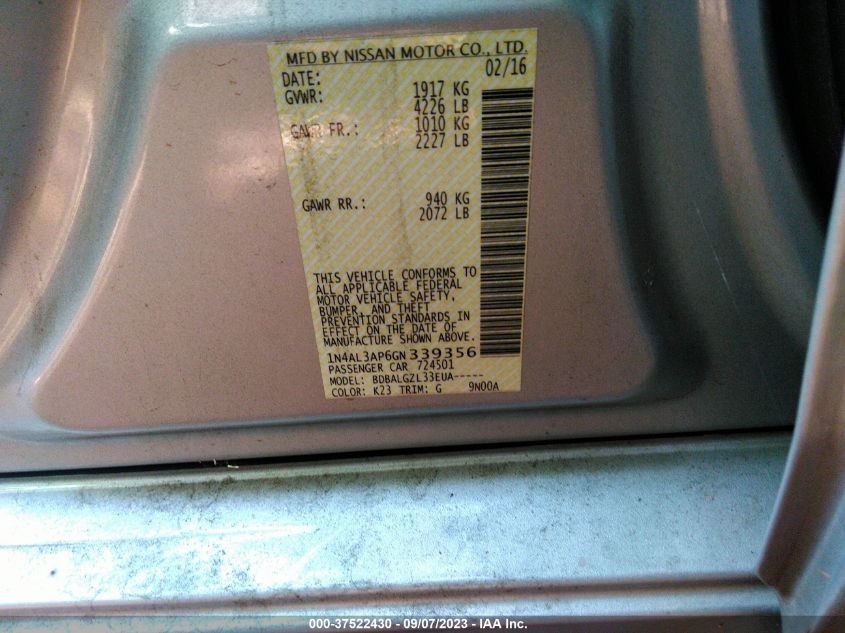 MFD BY NISSAN MOTOR CO., LTD.
DATE: 02/16
GVWR: 1917 KG
4226 LB
GAWR FR.: 1010 KG
2227 LB
GAWR RR.: 940 KG
2072 LB
THIS VEHICLE CONFORMS TO
ALL APPLICABLE FEDERAL
MOTOR VEHICLE SAFETY,
BUMPER, AND THEFT
PREVENTION STANDARDS IN
EFFECT ON THE DATE OF
MANUFACTURE SHOWN ABOVE.
1N4AL3AP6GN339356
PASSENGER CAR 724501
MODEL: BDBALGZL33EUA-----
COLOR: K23 TRIM: G 9N00A
000-37522430 - 09/07/2023 - IAA Inc.